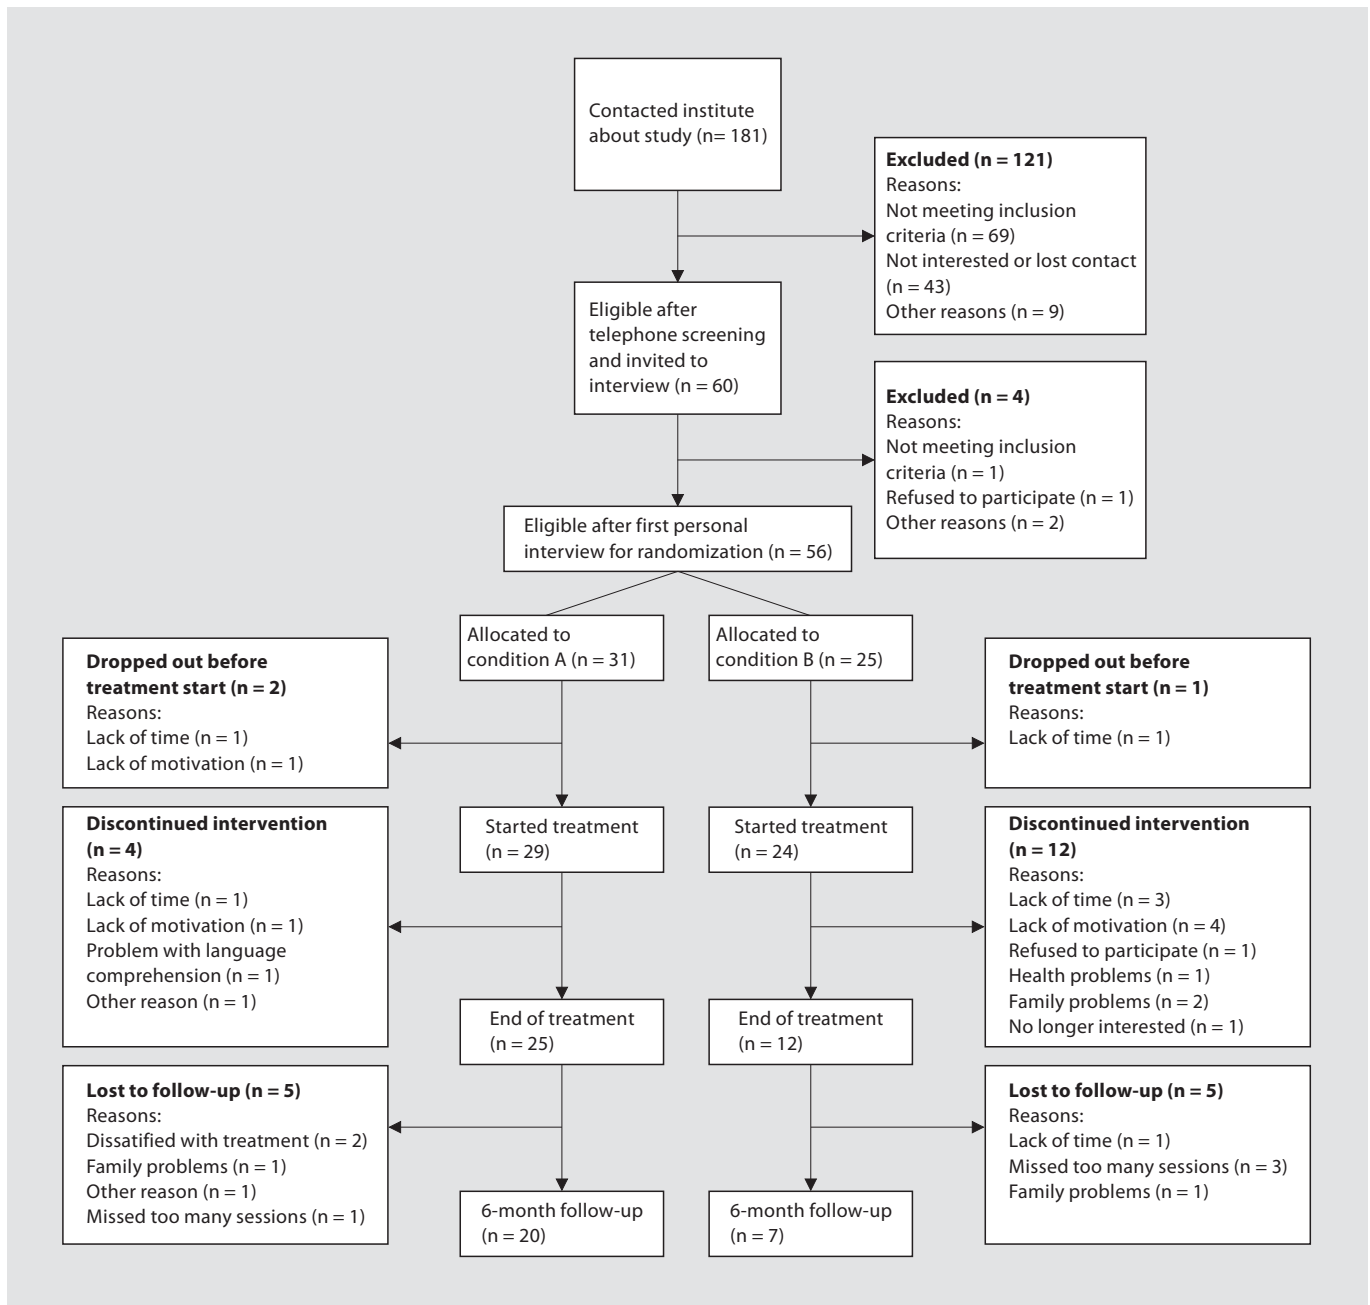 Contacted institute
about study (n= 181)
Excluded (n = 121)
Reasons:
Not meeting inclusion
criteria (n = 69)
Not interested or lost contact
(n = 43)
Other reasons (n = 9)
Eligible after
telephone screening
and invited to
interview (n = 60)
Excluded (n = 4)
Reasons:
Not meeting inclusion
criteria (n = 1)
Refused to participate (n = 1)
Other reasons (n = 2)
Eligible after first personal
interview for randomization (n = 56)
Allocated to
condition A (n = 31)
Allocated to
condition B (n = 25)
Dropped out before
treatment start (n = 2)
Reasons:
Lack of time (n = 1)
Lack of motivation (n = 1)
Dropped out before
treatment start (n = 1)
Reasons:
Lack of time (n = 1)
Discontinued intervention
(n = 4)
Reasons:
Lack of time (n = 1)
Lack of motivation (n = 1)
Problem with language
comprehension (n = 1)
Other reason (n = 1)
Started treatment
(n = 29)
Started treatment
(n = 24)
Discontinued intervention
(n = 12)
Reasons:
Lack of time (n = 3)
Lack of motivation (n = 4)
Refused to participate (n = 1)
Health problems (n = 1)
Family problems (n = 2)
No longer interested (n = 1)
End of treatment
(n = 25)
End of treatment
(n = 12)
Lost to follow-up (n = 5)
Reasons:
Dissatified with treatment (n = 2)
Family problems (n = 1)
Other reason (n = 1)
Missed too many sessions (n = 1)
Lost to follow-up (n = 5)
Reasons:
Lack of time (n = 1)
Missed too many sessions (n = 3)
Family problems (n = 1)
6-month follow-up
(n = 20)
6-month follow-up
(n = 7)